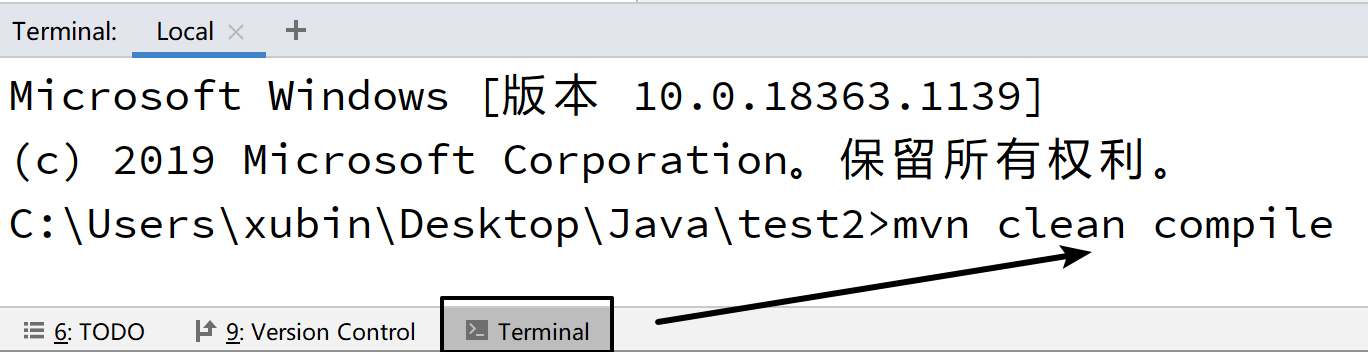 Terminal: Local
Microsoft Windows [版本 10.0.18363.1139]
(c) 2019 Microsoft Corporation。保留所有权利。
C:\Users\xubin\Desktop\Java\test2>mvn clean compile
6: TODO 9: Version Control Terminal